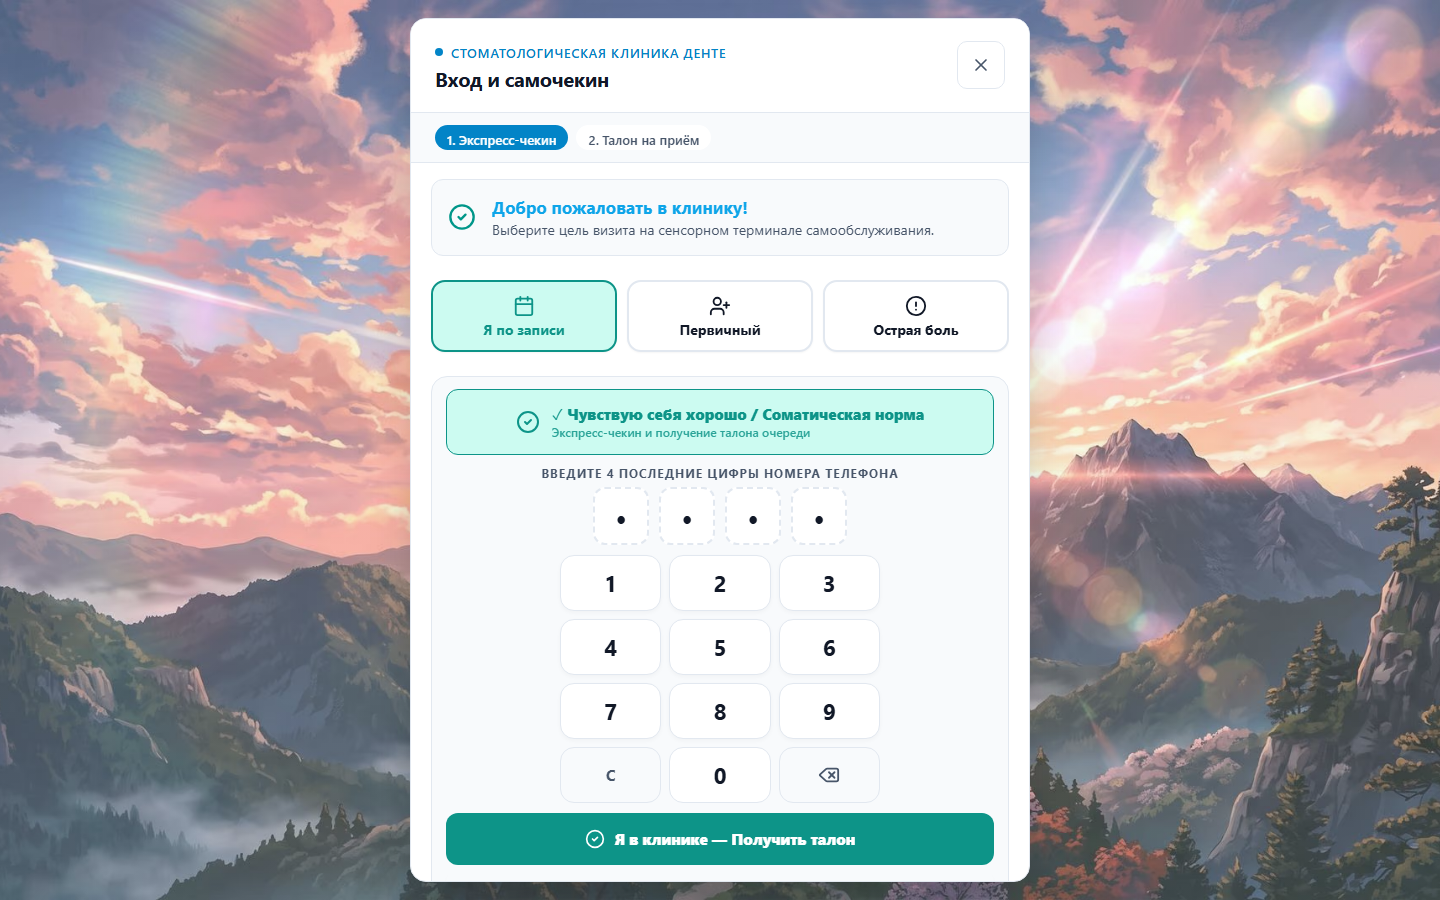 СТОМАТОЛОГИЧЕСКАЯ КЛИНИКА ДЕНТЕ
Вход и самочекин
1. Экспресс-чекин
2. Талон на приём
Добро пожаловать в клинику!
Выберите цель визита на сенсорном терминале самообслуживания.
Я по записи
Первичный
Острая боль
✓ Чувствую себя хорошо / Соматическая норма
Экспресс-чекин и получение талона очереди
ВВЕДИТЕ 4 ПОСЛЕДНИЕ ЦИФРЫ НОМЕРА ТЕЛЕФОНА
• • • •
1 2 3
4 5 6
7 8 9
C 0
Я в клинике — Получить талон